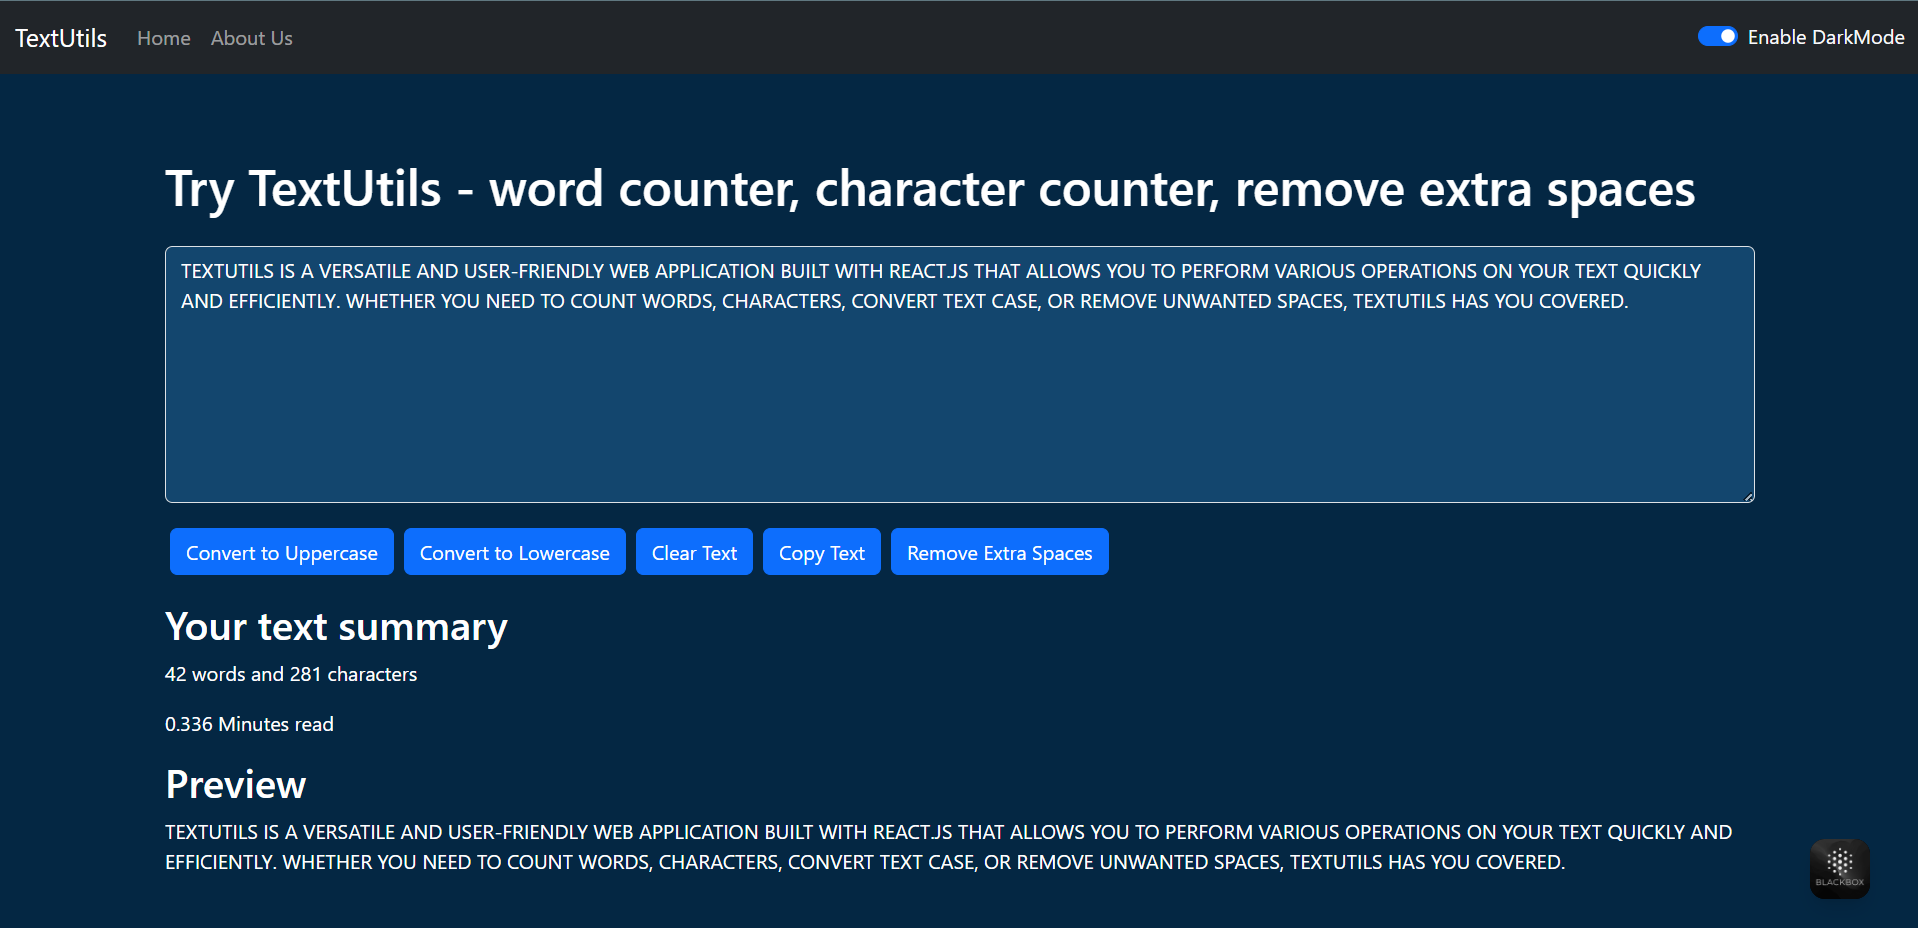 TextUtils Home About Us Enable DarkMode
Try TextUtils - word counter, character counter, remove extra spaces
TEXTUTILS IS A VERSATILE AND USER-FRIENDLY WEB APPLICATION BUILT WITH REACT.JS THAT ALLOWS YOU TO PERFORM VARIOUS OPERATIONS ON YOUR TEXT QUICKLY
AND EFFICIENTLY. WHETHER YOU NEED TO COUNT WORDS, CHARACTERS, CONVERT TEXT CASE, OR REMOVE UNWANTED SPACES, TEXTUTILS HAS YOU COVERED.
Convert to Uppercase Convert to Lowercase Clear Text Copy Text Remove Extra Spaces
Your text summary
42 words and 281 characters
0.336 Minutes read
Preview
TEXTUTILS IS A VERSATILE AND USER-FRIENDLY WEB APPLICATION BUILT WITH REACT.JS THAT ALLOWS YOU TO PERFORM VARIOUS OPERATIONS ON YOUR TEXT QUICKLY AND
EFFICIENTLY. WHETHER YOU NEED TO COUNT WORDS, CHARACTERS, CONVERT TEXT CASE, OR REMOVE UNWANTED SPACES, TEXTUTILS HAS YOU COVERED.
BLACKBOX